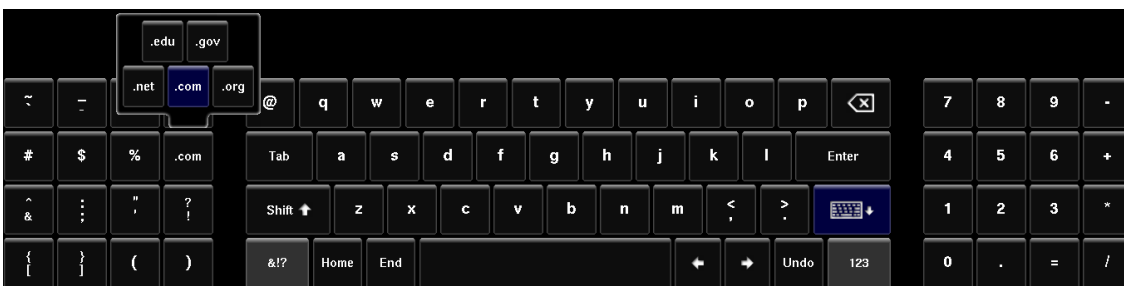 .edu .gov
.net .com .org
~ ` _ - @ q w e r t y u i o p 7 8 9 -
# $ % .com Tab a s d f g h j k l Enter 4 5 6 +
^ & : ; " ' ? ! Shift z x c v b n m < , > . 1 2 3 *
{ [ } ] ( ) &!? Home End Undo 123 0 . = /